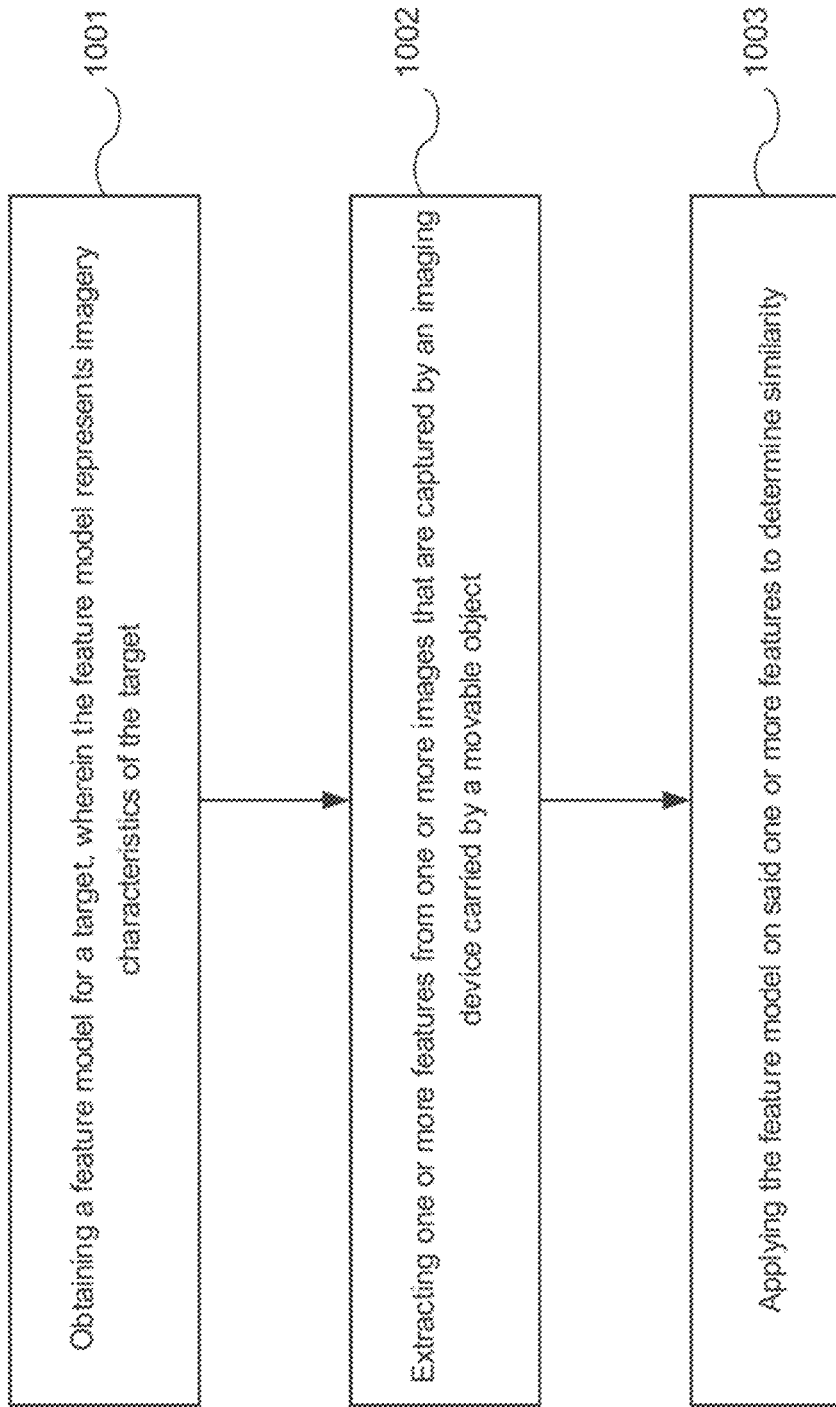 Obtaining a feature model for a target, wherein the feature model represents imagery
characteristics of the target
1001
Extracting one or more features from one or more images that are captured by an imaging
device carried by a movable object
1002
Applying the feature model on said one or more features to determine similarity
1003